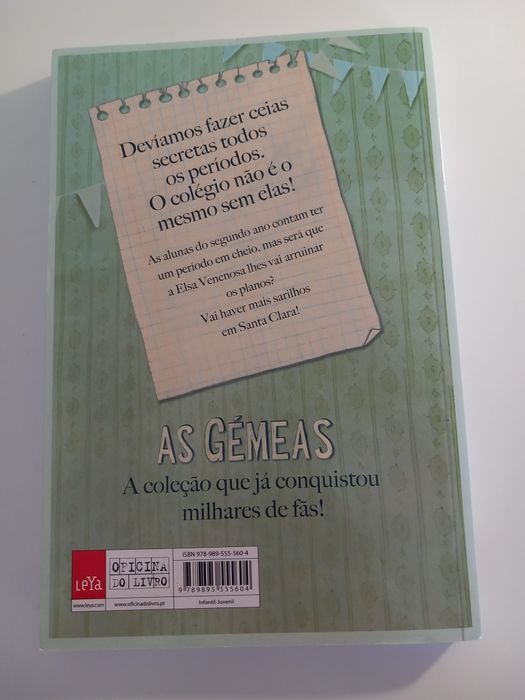 Devíamos fazer ceias
secretas todos
os períodos.
O colégio não é o
mesmo sem elas!
As alunas do segundo ano contam ter
um período em cheio, mas será que
a Elsa Venenosa lhes vai arruinar
os planos?
Vai haver mais sarilhos
em Santa Clara!
AS GÉMEAS
A coleção que já conquistou
milhares de fãs!
LEYA
www.leya.com
OFICINA
DO LIVRO
www.oficinadolivro.pt
ISBN 978-989-555-560-4
9 789895 555604
Infantil-Juvenil